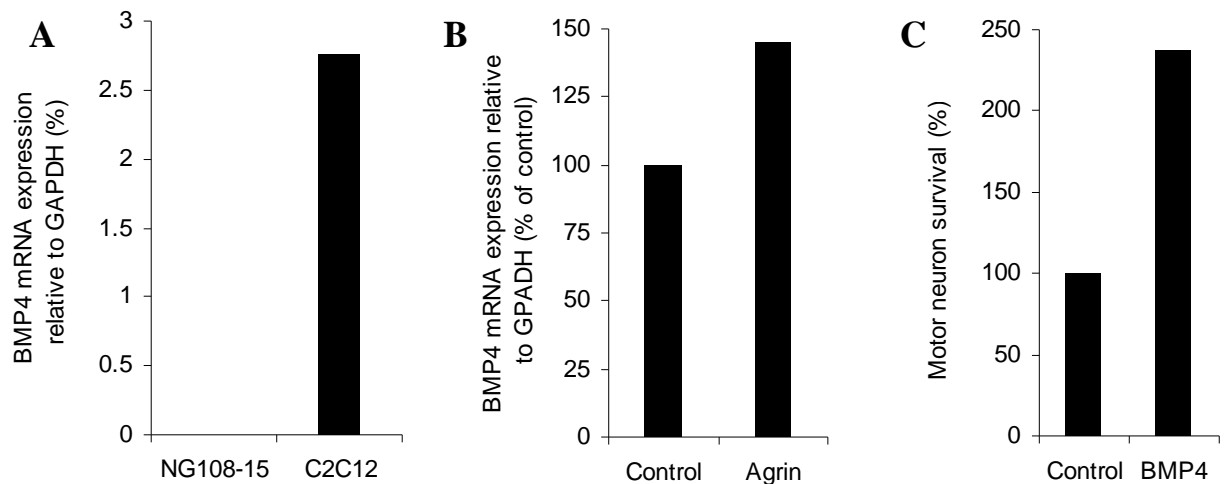 A
BMP4 mRNA expression
relative to GAPDH (%)
3
2.5
2
1.5
1
0.5
0
NG108-15 C2C12
B
BMP4 mRNA expression relative
to GPADH (% of control)
150
125
100
75
50
25
0
Control Agrin
C
Motor neuron survival (%)
250
200
150
100
50
0
Control BMP4